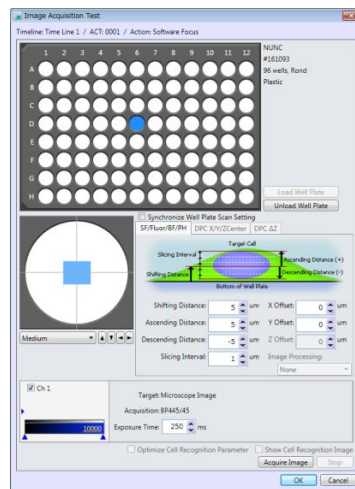 Image Acquisition Test
Timeline: Time Line 1 / ACT: 0001 / Action: Software Focus
1 2 3 4 5 6 7 8 9 10 11 12
A
B
C
D
E
F
G
H
NUNC
#161093
96 wells, Rond
Plastic
Load Well Plate
Unload Well Plate
Synchronize Well Plate Scan Setting
SF/Fluor/BF/PH DPC X/Y/ZCenter DPC ΔZ
Target Cell
Slicing Interval
Ascending Distance (+)
Shifting Distance
Descending Distance (-)
Bottom of Well Plate
Shifting Distance: 5 um X Offset: 0 um
Ascending Distance: 5 um Y Offset: 0 um
Descending Distance: -5 um Z Offset: 0 um
Slicing Interval: 1 um Image Processing:
None
Medium
Ch 1
10000
Target: Microscope Image
Acquisition: BP445/45
Exposure Time: 250 ms
Optimize Cell Recognition Parameter Show Cell Recognition Image
Acquire Image Stop
OK Cancel